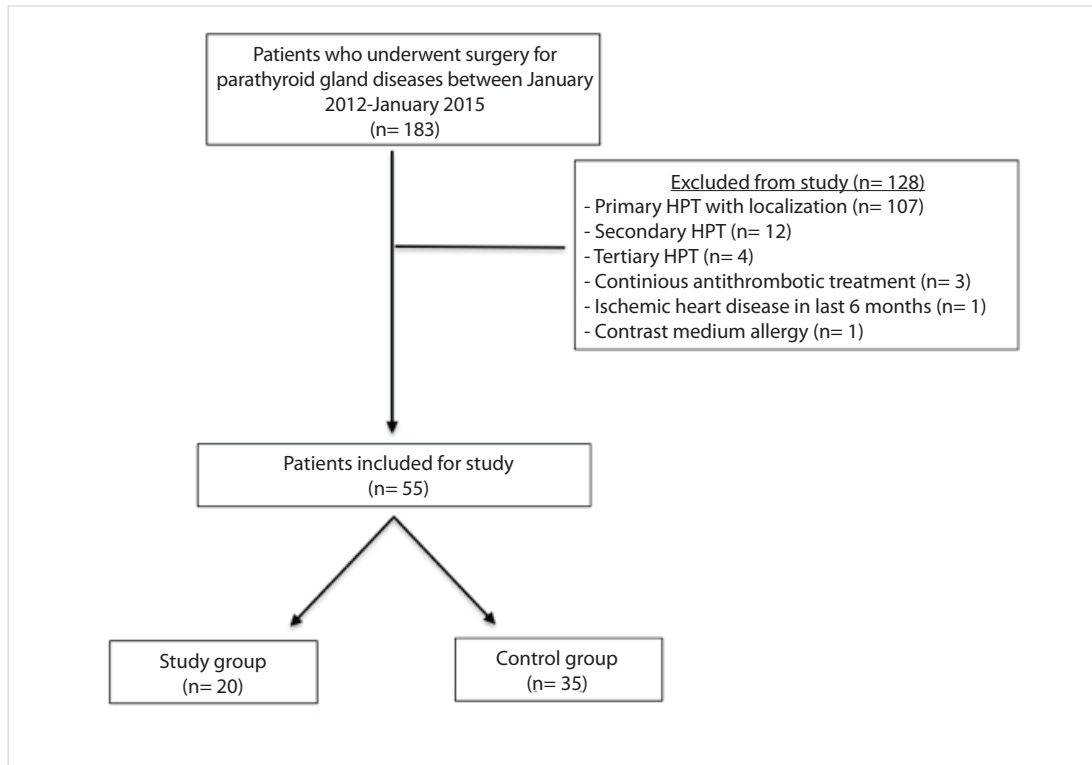 Patients who underwent surgery for
parathyroid gland diseases between January
2012-January 2015
(n= 183)
Excluded from study (n= 128)
- Primary HPT with localization (n= 107)
- Secondary HPT (n= 12)
- Tertiary HPT (n= 4)
- Continious antithrombotic treatment (n= 3)
- Ischemic heart disease in last 6 months (n= 1)
- Contrast medium allergy (n= 1)
Patients included for study
(n= 55)
Study group
(n= 20)
Control group
(n= 35)